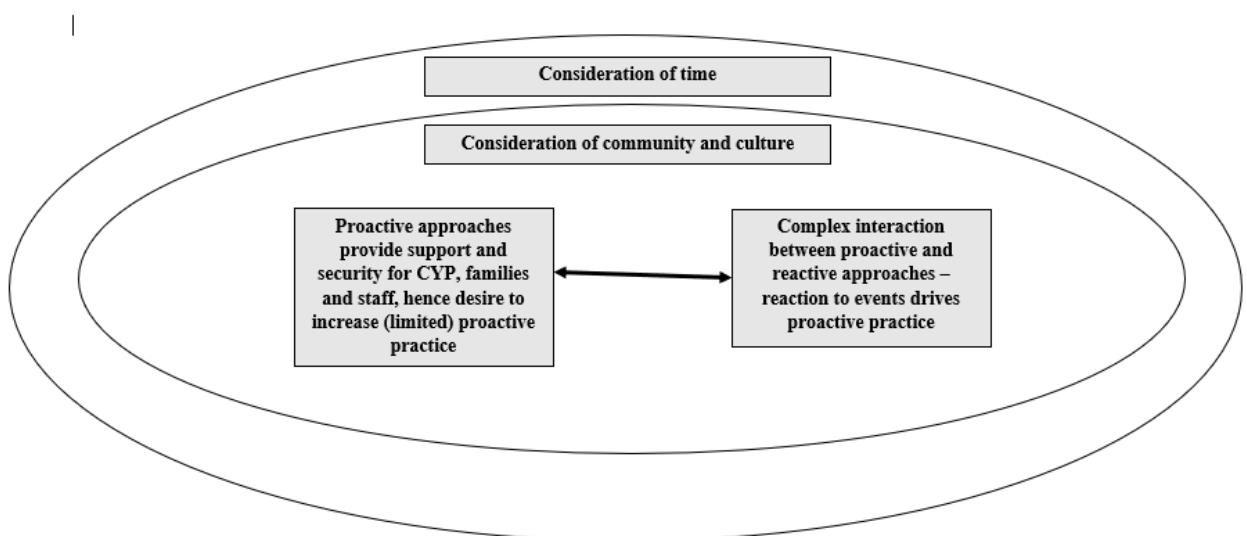 Consideration of time
Consideration of community and culture
Proactive approaches
provide support and
security for CYP, families
and staff, hence desire to
increase (limited) proactive
practice
Complex interaction
between proactive and
reactive approaches –
reaction to events drives
proactive practice